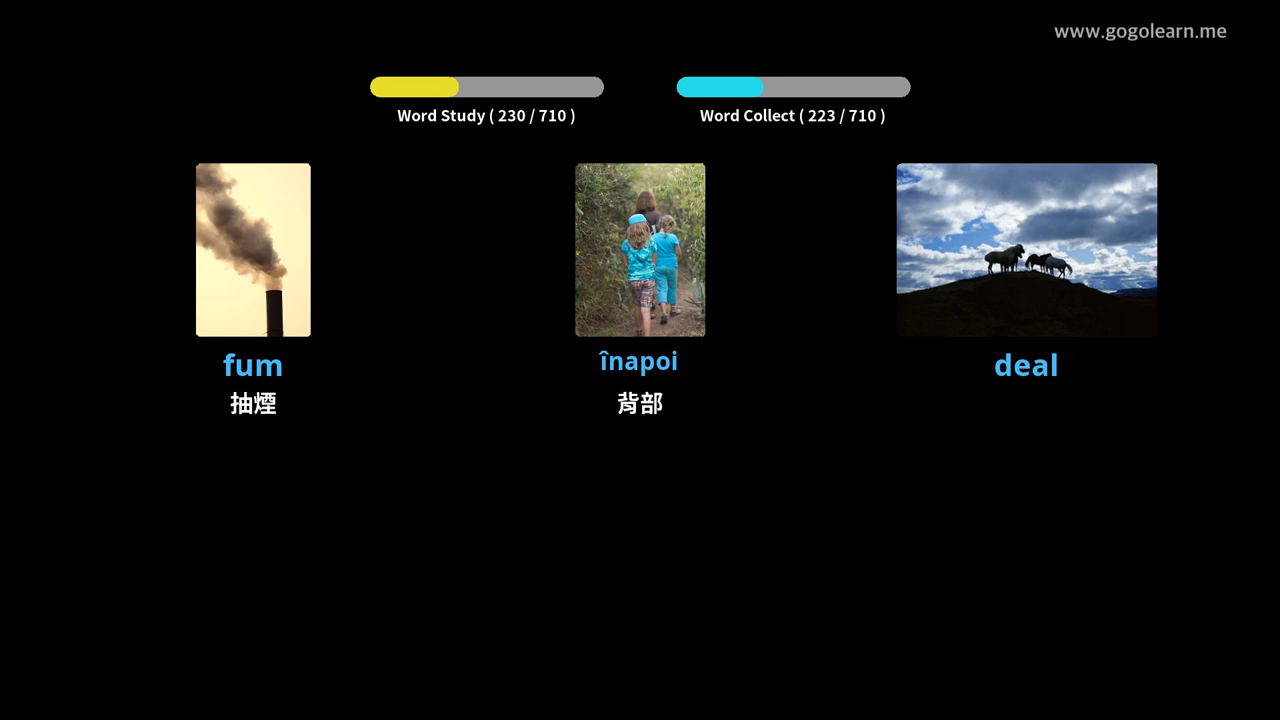 www.gogolearn.me
Word Study ( 230 / 710 )
Word Collect ( 223 / 710 )
fum
înapoi
deal
抽煙
背部